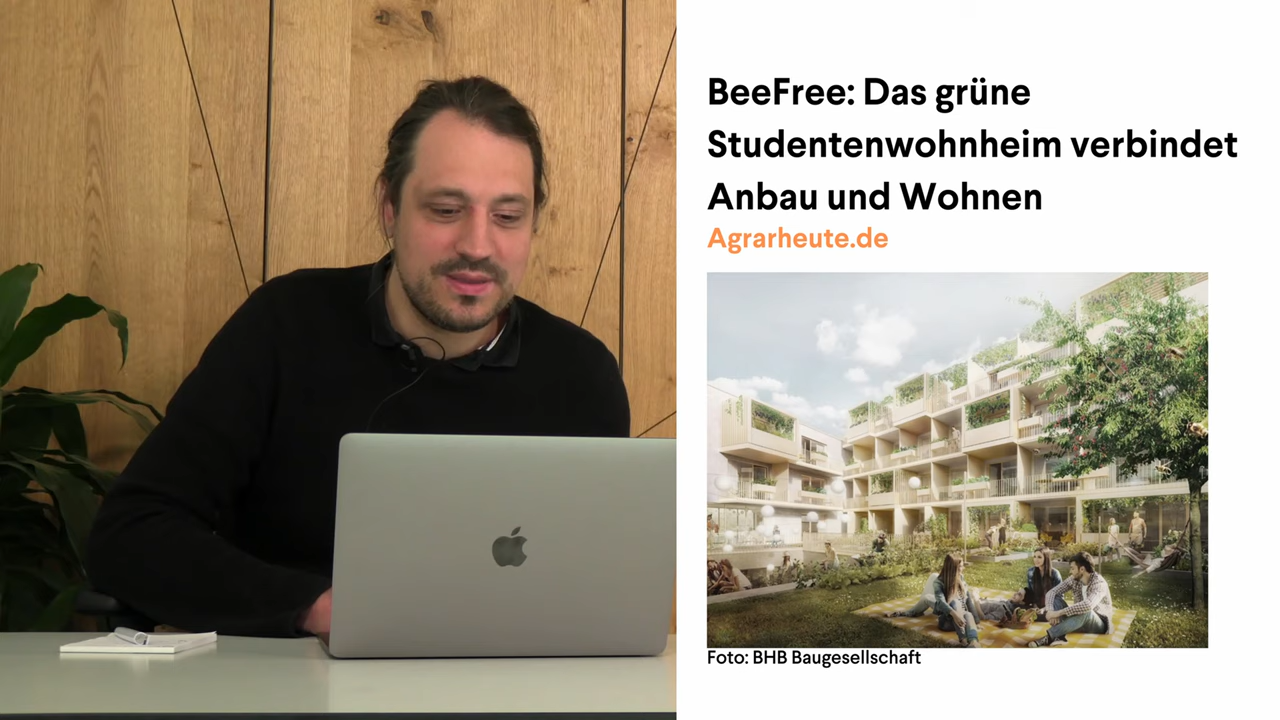 BeeFree: Das grüne
Studentenwohnheim verbindet
Anbau und Wohnen
Agrarheute.de
Foto: BHB Baugesellschaft